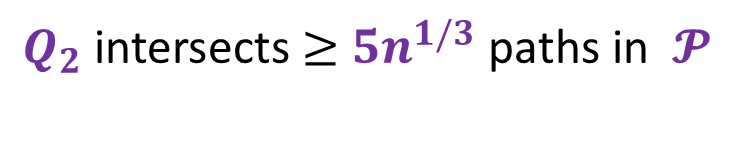 Q₂ intersects ≥ 5n^{1/3} paths in 𝒫